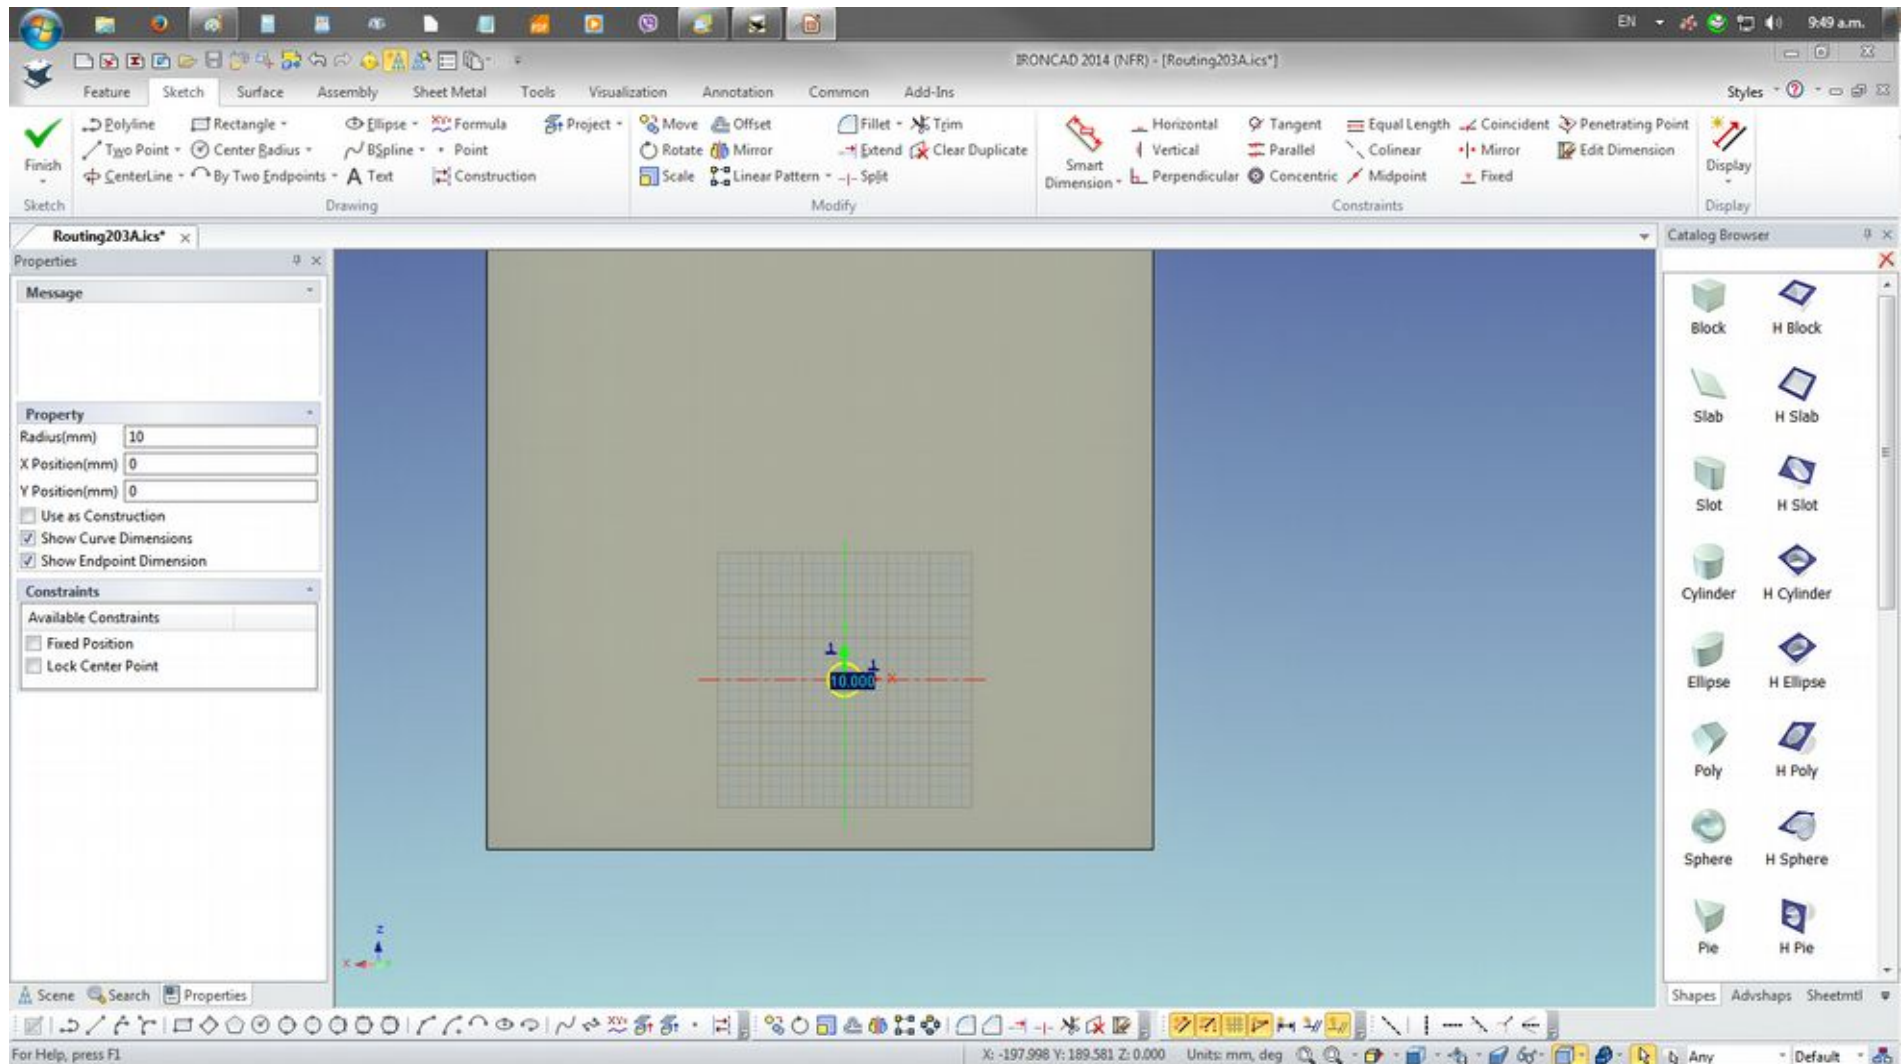 EN 9:49 a.m.
IRONCAD 2014 (NFR) - [Routing203A.ics*]
Feature Sketch Surface Assembly Sheet Metal Tools Visualization Annotation Common Add-Ins Styles
Polyline Rectangle Ellipse Formula Project Move Offset Fillet Trim Horizontal Tangent Equal Length Coincident Penetrating Point
Two Point Center Radius BSpline Point Rotate Mirror Extend Clear Duplicate Vertical Parallel Colinear Mirror Edit Dimension
Finish Smart Dimension Display
CenterLine By Two Endpoints A Text Construction Scale Linear Pattern Split Perpendicular Concentric Midpoint Fixed
Sketch Drawing Modify Constraints Display
Routing203A.ics* Catalog Browser
Properties
Message
Property
Radius(mm) 10
X Position(mm) 0
Y Position(mm) 0
Use as Construction
Show Curve Dimensions
Show Endpoint Dimension
Constraints
Available Constraints
Fixed Position
Lock Center Point
10.000 X
Z
X
Block H Block
Slab H Slab
Slot H Slot
Cylinder H Cylinder
Ellipse H Ellipse
Poly H Poly
Sphere H Sphere
Pie H Pie
Scene Search Properties Shapes Advshaps Sheetmtl
For Help, press F1 X: -197.998 Y: 189.581 Z: 0.000 Units: mm, deg Any Default